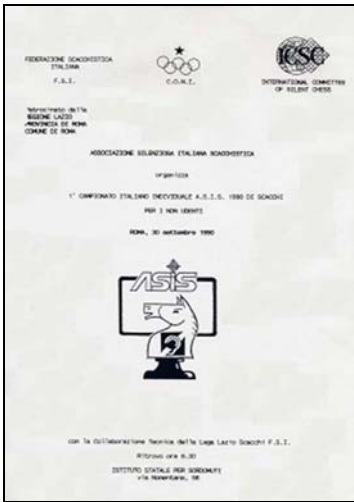 FEDERAZIONE SCACCHISTICA
ITALIANA
F.S.I.
C.O.N.I.
ICSC
INTERNATIONAL COMMITTEE
OF SILENT CHESS
Patrocinato dalla
REGIONE LAZIO
PROVINCIA DI ROMA
COMUNE DI ROMA
ASSOCIAZIONE SILENZIOSA ITALIANA SCACCHISTICA
organizza
1° CAMPIONATO ITALIANO INDIVIDUALE A.S.I.S. 1990 DI SCACCHI
PER I NON UDENTI
ROMA, 30 settembre 1990
ASIS
con la Collaborazione Tecnica della Lega Lazio Scacchi F.S.I.
Ritrovo ore
ISTITUTO STATALE PER SORDOMUTI
via Nomentana, 56